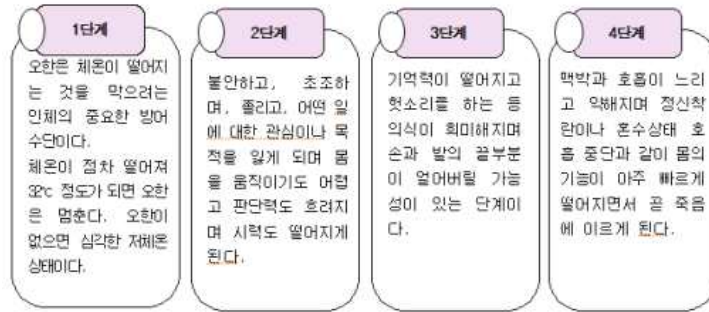 1단계
오한은 체온이 떨어지
는 것을 막으려는
인체의 중요한 방어
수단이다.
체온이 점차 떨어져
32℃ 정도가 되면 오한
은 멈춘다. 오한이
없으면 심각한 저체온
상태이다.
2단계
불안하고, 초조하
며, 졸리고, 어떤 일
에 대한 관심이나 목
적을 잃게 되며 몸
을 움직이기도 어렵
고 판단력도 흐려지
며 시력도 떨어지게
된다.
3단계
기억력이 떨어지고
헛소리를 하는 등
의식이 희미해지며
손과 발의 끝부분
이 얼어버릴 가능
성이 있는 단계이
다.
4단계
맥박과 호흡이 느리
고 약해지며 정신착
란이나 혼수상태 호
흡 중단과 같이 몸의
기능이 아주 빠르게
떨어지면서 곧 죽음
에 이르게 된다.